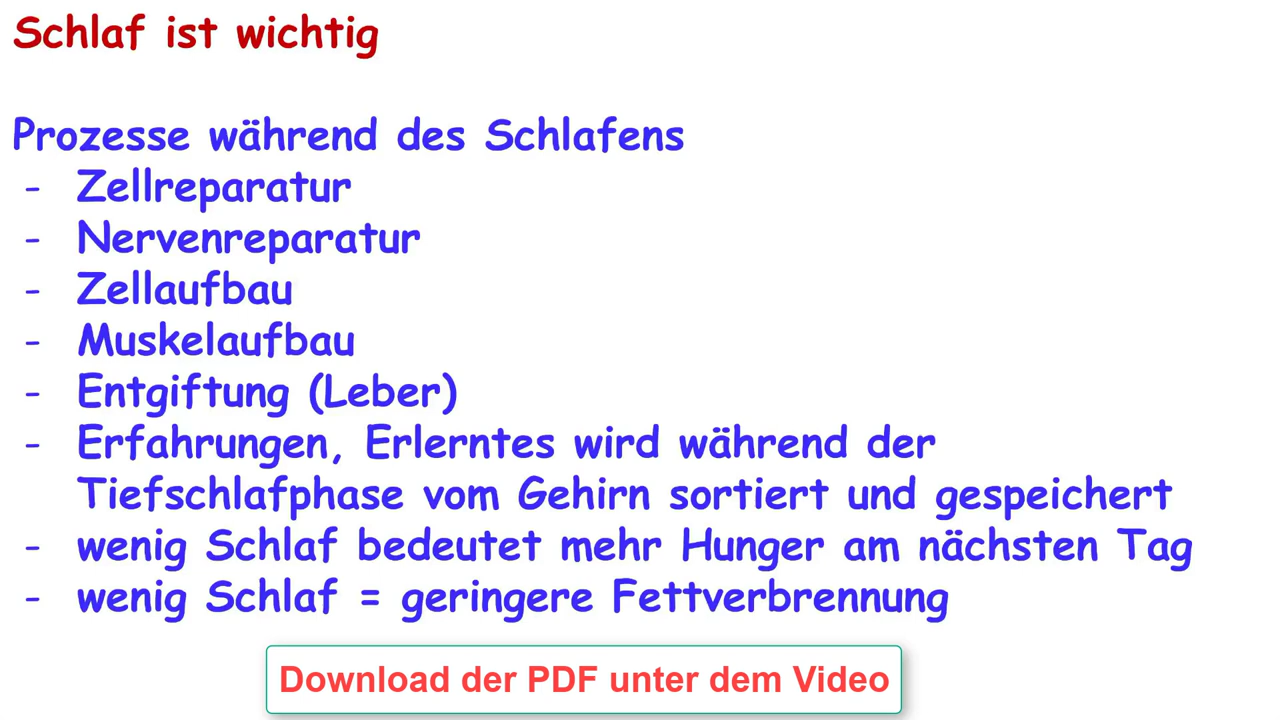 Schlaf ist wichtig
Prozesse während des Schlafens
- Zellreparatur
- Nervenreparatur
- Zellaufbau
- Muskelaufbau
- Entgiftung (Leber)
- Erfahrungen, Erlerntes wird während der
Tiefschlafphase vom Gehirn sortiert und gespeichert
- wenig Schlaf bedeutet mehr Hunger am nächsten Tag
- wenig Schlaf = geringere Fettverbrennung
Download der PDF unter dem Video